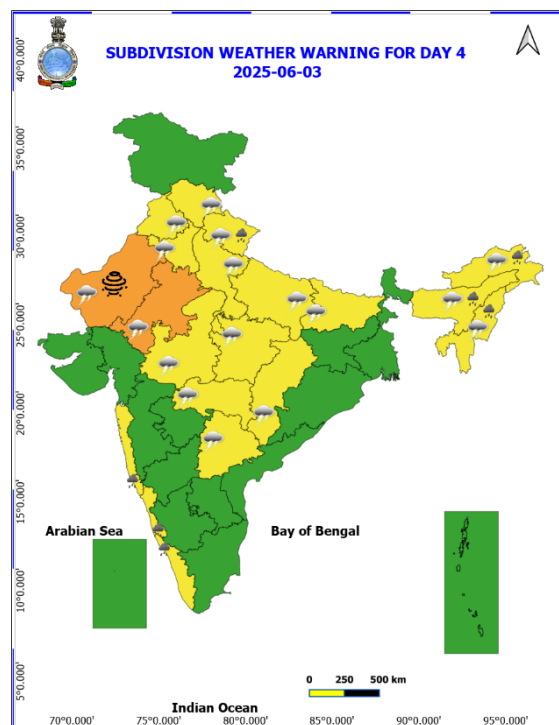 SUBDIVISION WEATHER WARNING FOR DAY 4
2025-06-03
40°0.000'
35°0.000'
30°0.000'
25°0.000'
20°0.000'
15°0.000'
10°0.000'
5°0.000'
Arabian Sea
Bay of Bengal
0 250 500 km
Indian Ocean
70°0.000' 75°0.000' 80°0.000' 85°0.000' 90°0.000' 95°0.000'